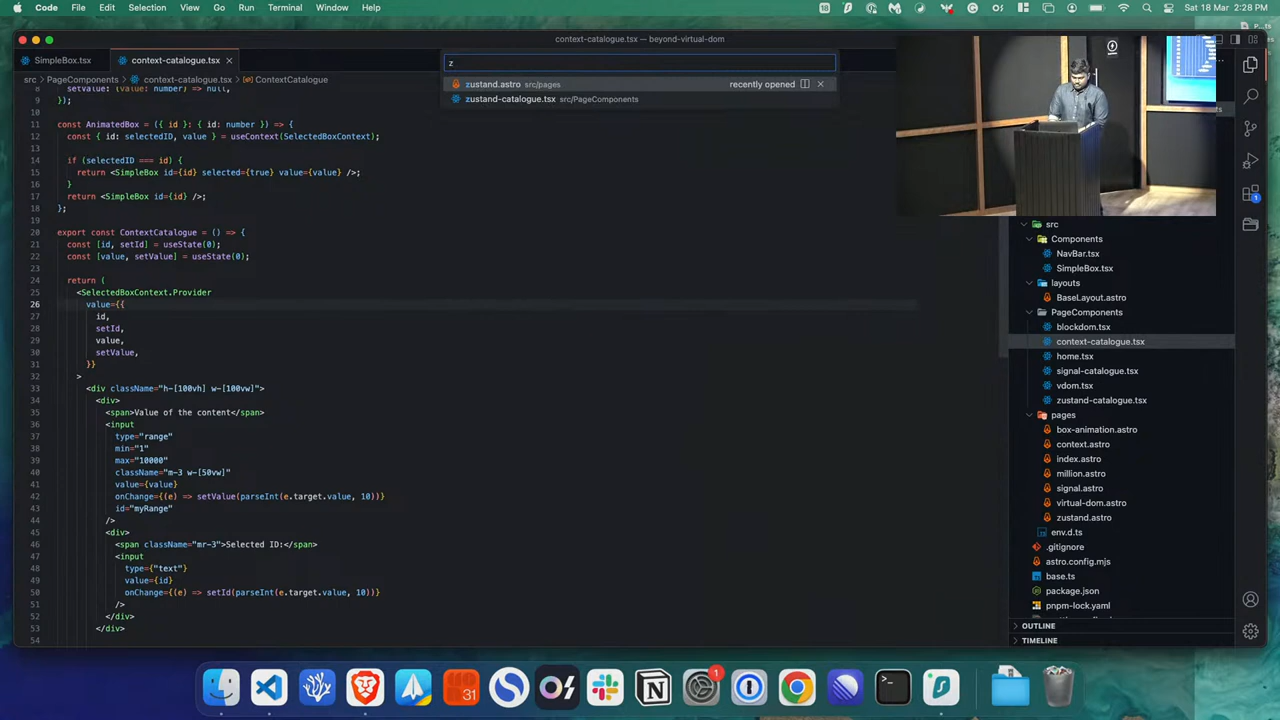 Code File Edit Selection View Go Run Terminal Window Help
18
Sat 18 Mar 2:28 PM
context-catalogue.tsx — beyond-virtual-dom
SimpleBox.tsx
context-catalogue.tsx
src > PageComponents > context-catalogue.tsx > ContextCatalogue
z
zustand.astro src/pages recently opened
zustand-catalogue.tsx src/PageComponents
8 setValue: (value: number) => null,
9 });
10
11 const AnimatedBox = ({ id }: { id: number }) => {
12 const { id: selectedID, value } = useContext(SelectedBoxContext);
13
14 if (selectedID === id) {
15 return <SimpleBox id={id} selected={true} value={value} />;
16 }
17 return <SimpleBox id={id} />;
18 };
19
20 export const ContextCatalogue = () => {
21 const [id, setId] = useState(0);
22 const [value, setValue] = useState(0);
23
24 return (
25 <SelectedBoxContext.Provider
26 value={{
27 id,
28 setId,
29 value,
30 setValue,
31 }}
32 >
33 <div className="h-[100vh] w-[100vw]">
34 <div>
35 <span>Value of the content</span>
36 <input
37 type="range"
38 min="1"
39 max="10000"
40 className="m-3 w-[50vw]"
41 value={value}
42 onChange={(e) => setValue(parseInt(e.target.value, 10))}
43 id="myRange"
44 />
45 <div>
46 <span className="mr-3">Selected ID:</span>
47 <input
48 type={"text"}
49 value={id}
50 onChange={(e) => setId(parseInt(e.target.value, 10))}
51 />
52 </div>
53 </div>
54
src
Components
NavBar.tsx
SimpleBox.tsx
layouts
BaseLayout.astro
PageComponents
blockdom.tsx
context-catalogue.tsx
home.tsx
signal-catalogue.tsx
vdom.tsx
zustand-catalogue.tsx
pages
box-animation.astro
context.astro
index.astro
million.astro
signal.astro
virtual-dom.astro
zustand.astro
env.d.ts
.gitignore
astro.config.mjs
base.ts
package.json
pnpm-lock.yaml
OUTLINE
TIMELINE
1
31
1